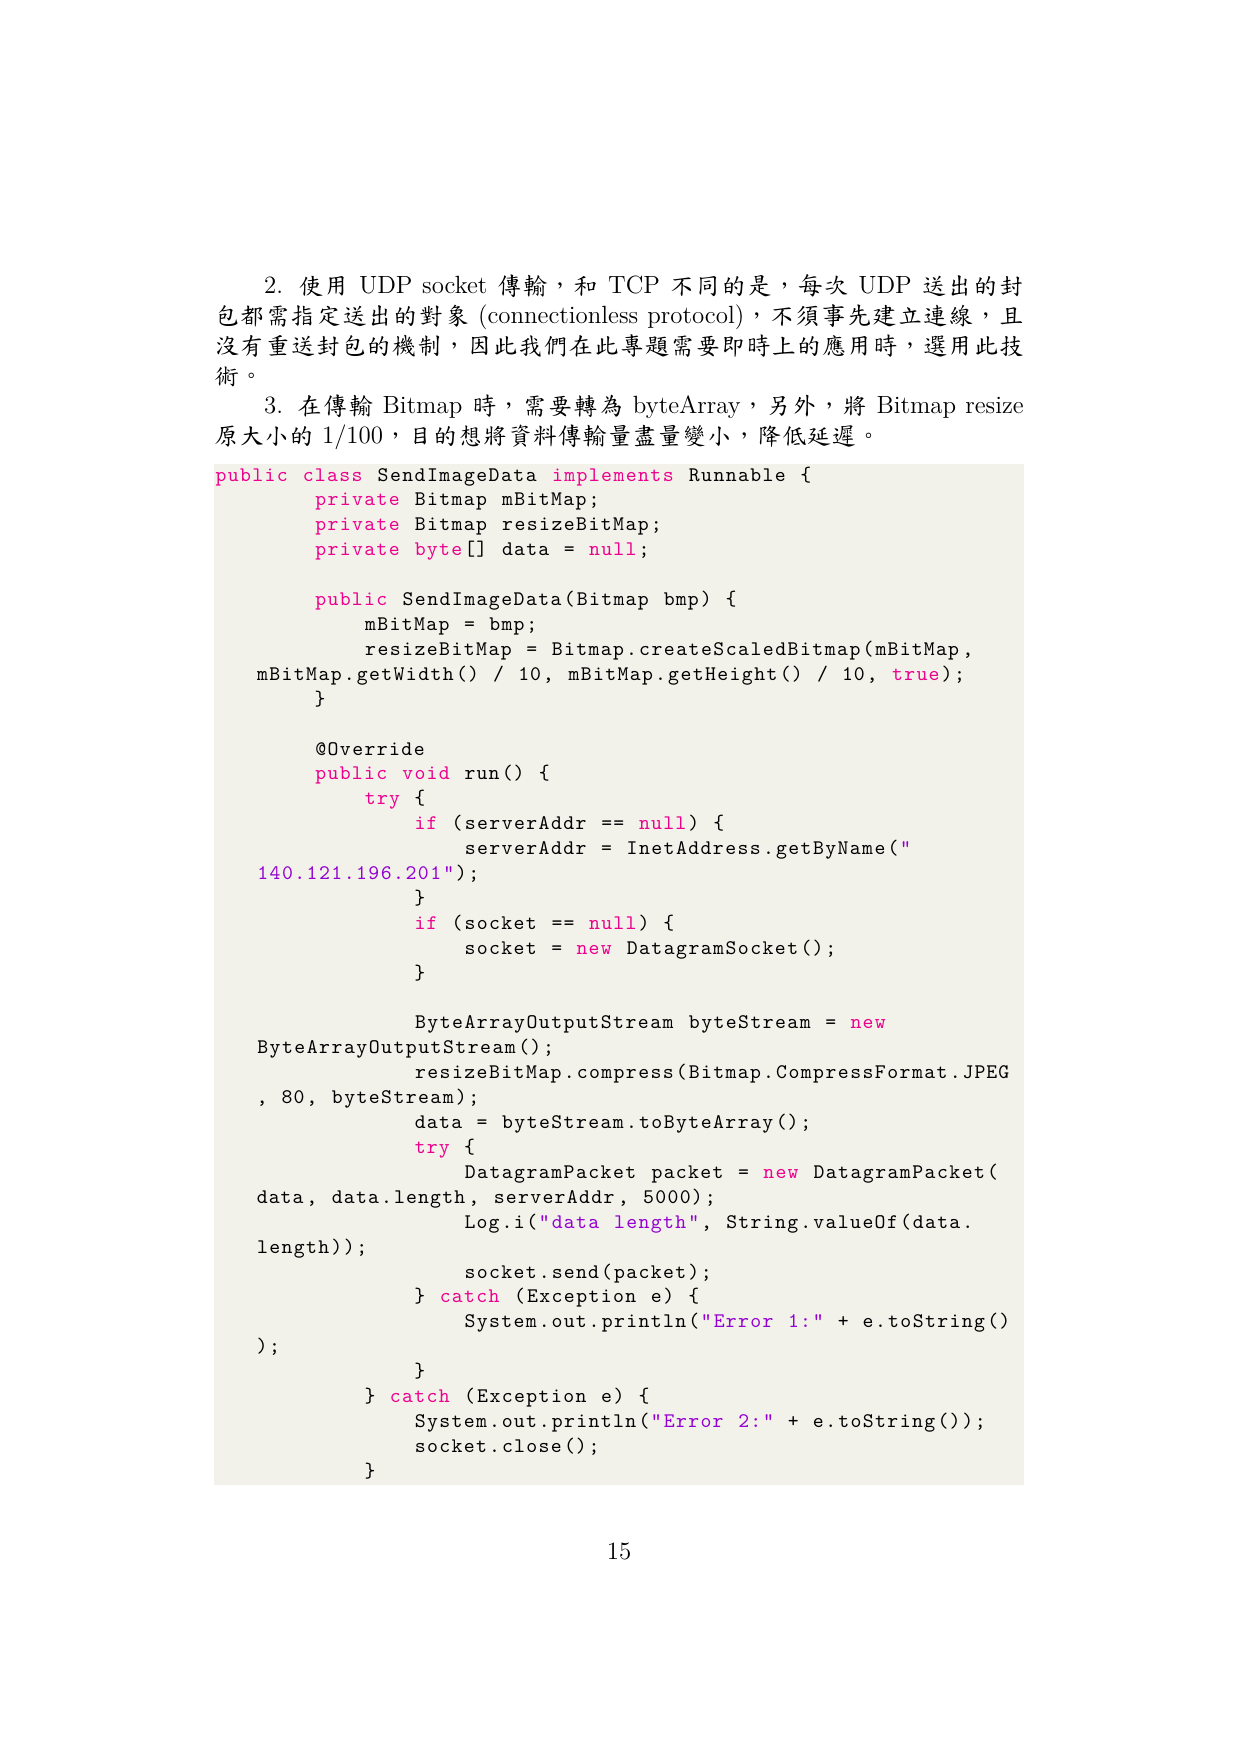 2. 使用 UDP socket 傳輸，和 TCP 不同的是，每次 UDP 送出的封
包都需指定送出的對象 (connectionless protocol)，不須事先建立連線，且
沒有重送封包的機制，因此我們在此專題需要即時上的應用時，選用此技
術。
3. 在傳輸 Bitmap 時，需要轉為 byteArray，另外，將 Bitmap resize
原大小的 1/100，目的想將資料傳輸量盡量變小，降低延遲。
public class SendImageData implements Runnable {
        private Bitmap mBitMap;
        private Bitmap resizeBitMap;
        private byte[] data = null;

        public SendImageData(Bitmap bmp) {
            mBitMap = bmp;
            resizeBitMap = Bitmap.createScaledBitmap(mBitMap,
    mBitMap.getWidth() / 10, mBitMap.getHeight() / 10, true);
        }

        @Override
        public void run() {
            try {
                if (serverAddr == null) {
                    serverAddr = InetAddress.getByName("
    140.121.196.201");
                }
                if (socket == null) {
                    socket = new DatagramSocket();
                }

                ByteArrayOutputStream byteStream = new
    ByteArrayOutputStream();
                resizeBitMap.compress(Bitmap.CompressFormat.JPEG
    , 80, byteStream);
                data = byteStream.toByteArray();
                try {
                    DatagramPacket packet = new DatagramPacket(
    data, data.length, serverAddr, 5000);
                    Log.i("data length", String.valueOf(data.
    length));
                    socket.send(packet);
                } catch (Exception e) {
                    System.out.println("Error 1:" + e.toString()
    );
                }
            } catch (Exception e) {
                System.out.println("Error 2:" + e.toString());
                socket.close();
            }
15